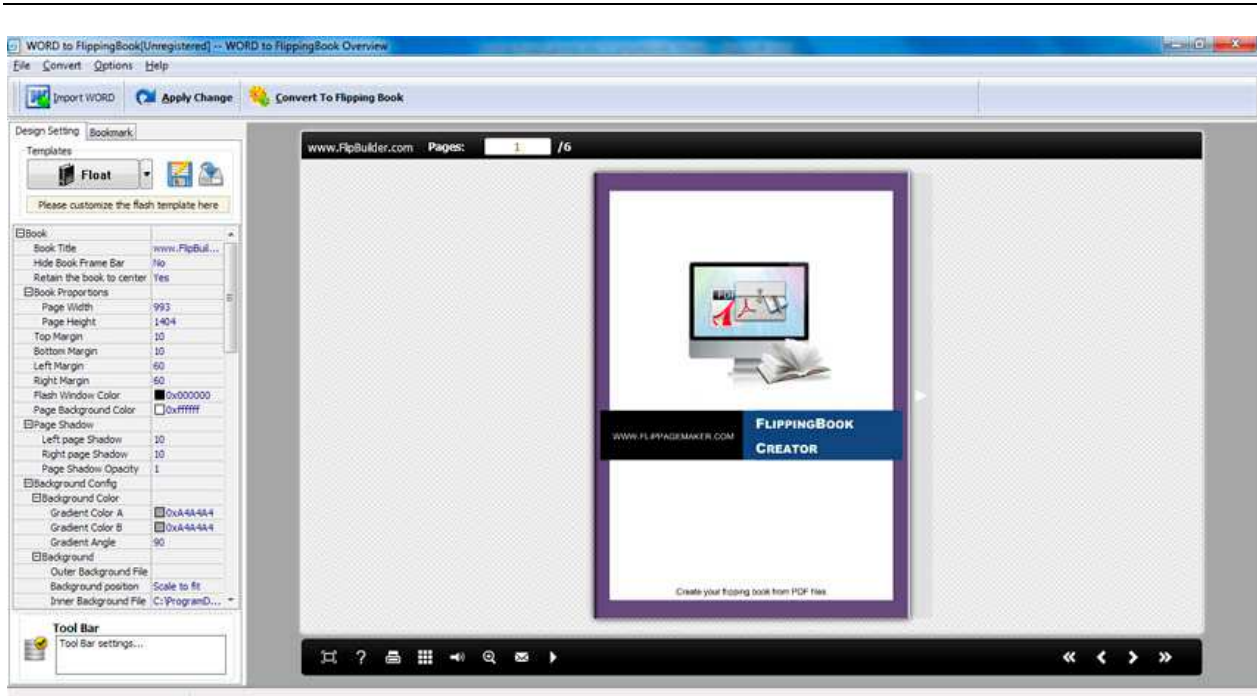 WORD to FlippingBook[Unregistered] -- WORD to FlippingBook Overview
File Convert Options Help
Import WORD Apply Change Convert To Flipping Book
Design Setting Bookmark
Templates
Float
Please customize the flash template here
Book
Book Title www.FlipBuil...
Hide Book Frame Bar No
Retain the book to center Yes
Book Proportions
Page Width 993
Page Height 1404
Top Margin 10
Bottom Margin 10
Left Margin 60
Right Margin 60
Flash Window Color 0x000000
Page Background Color 0xffffff
Page Shadow
Left page Shadow 10
Right page Shadow 10
Page Shadow Opacity 1
Background Config
Background Color
Gradient Color A 0xA4A4A4
Gradient Color B 0xA4A4A4
Gradient Angle 90
Background
Outer Background File
Background position Scale to fit
Inner Background File C:\ProgramD...
Tool Bar
Tool Bar settings...
www.FlipBuilder.com Pages: 1 /6
PDF
WWW.FLIPPAGEMAKER.COM
FLIPPINGBOOK
CREATOR
Create your flipping book from PDF files